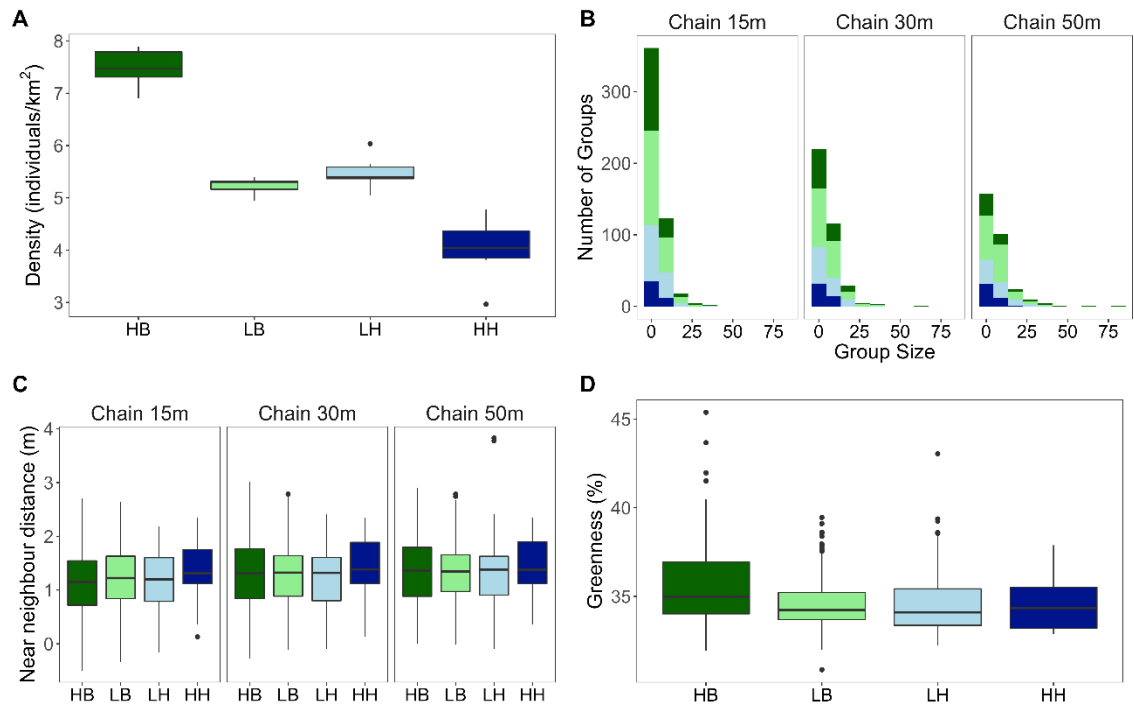 A
Density (individuals/km²)
8
7
6
5
4
3
HB LB LH HH
B
Chain 15m Chain 30m Chain 50m
Number of Groups
300
200
100
0
0 25 50 75 0 25 50 75 0 25 50 75
Group Size
C
Chain 15m Chain 30m Chain 50m
Near neighbour distance (m)
4
3
2
1
0
HB LB LH HH HB LB LH HH HB LB LH HH
D
Greenness (%)
45
40
35
HB LB LH HH